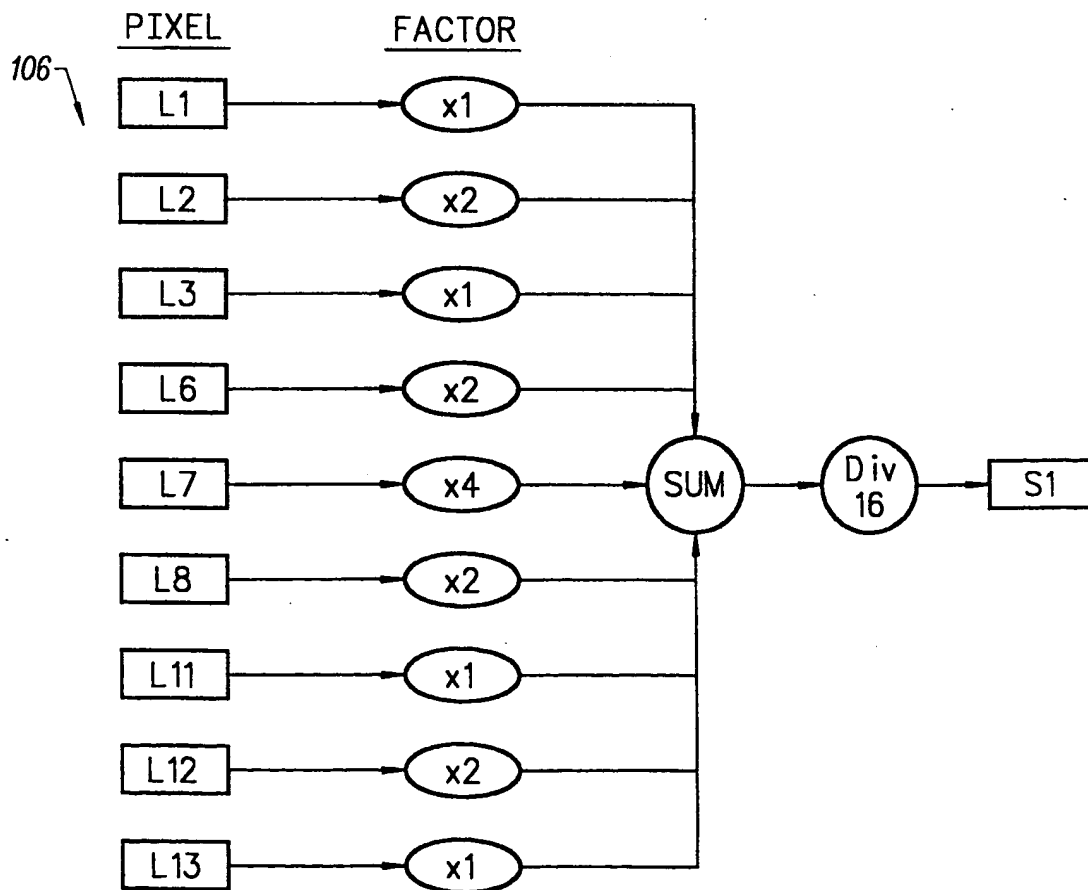 PIXEL FACTOR
106
L1 x1
L2 x2
L3 x1
L6 x2
L7 x4 SUM Div 16 S1
L8 x2
L11 x1
L12 x2
L13 x1